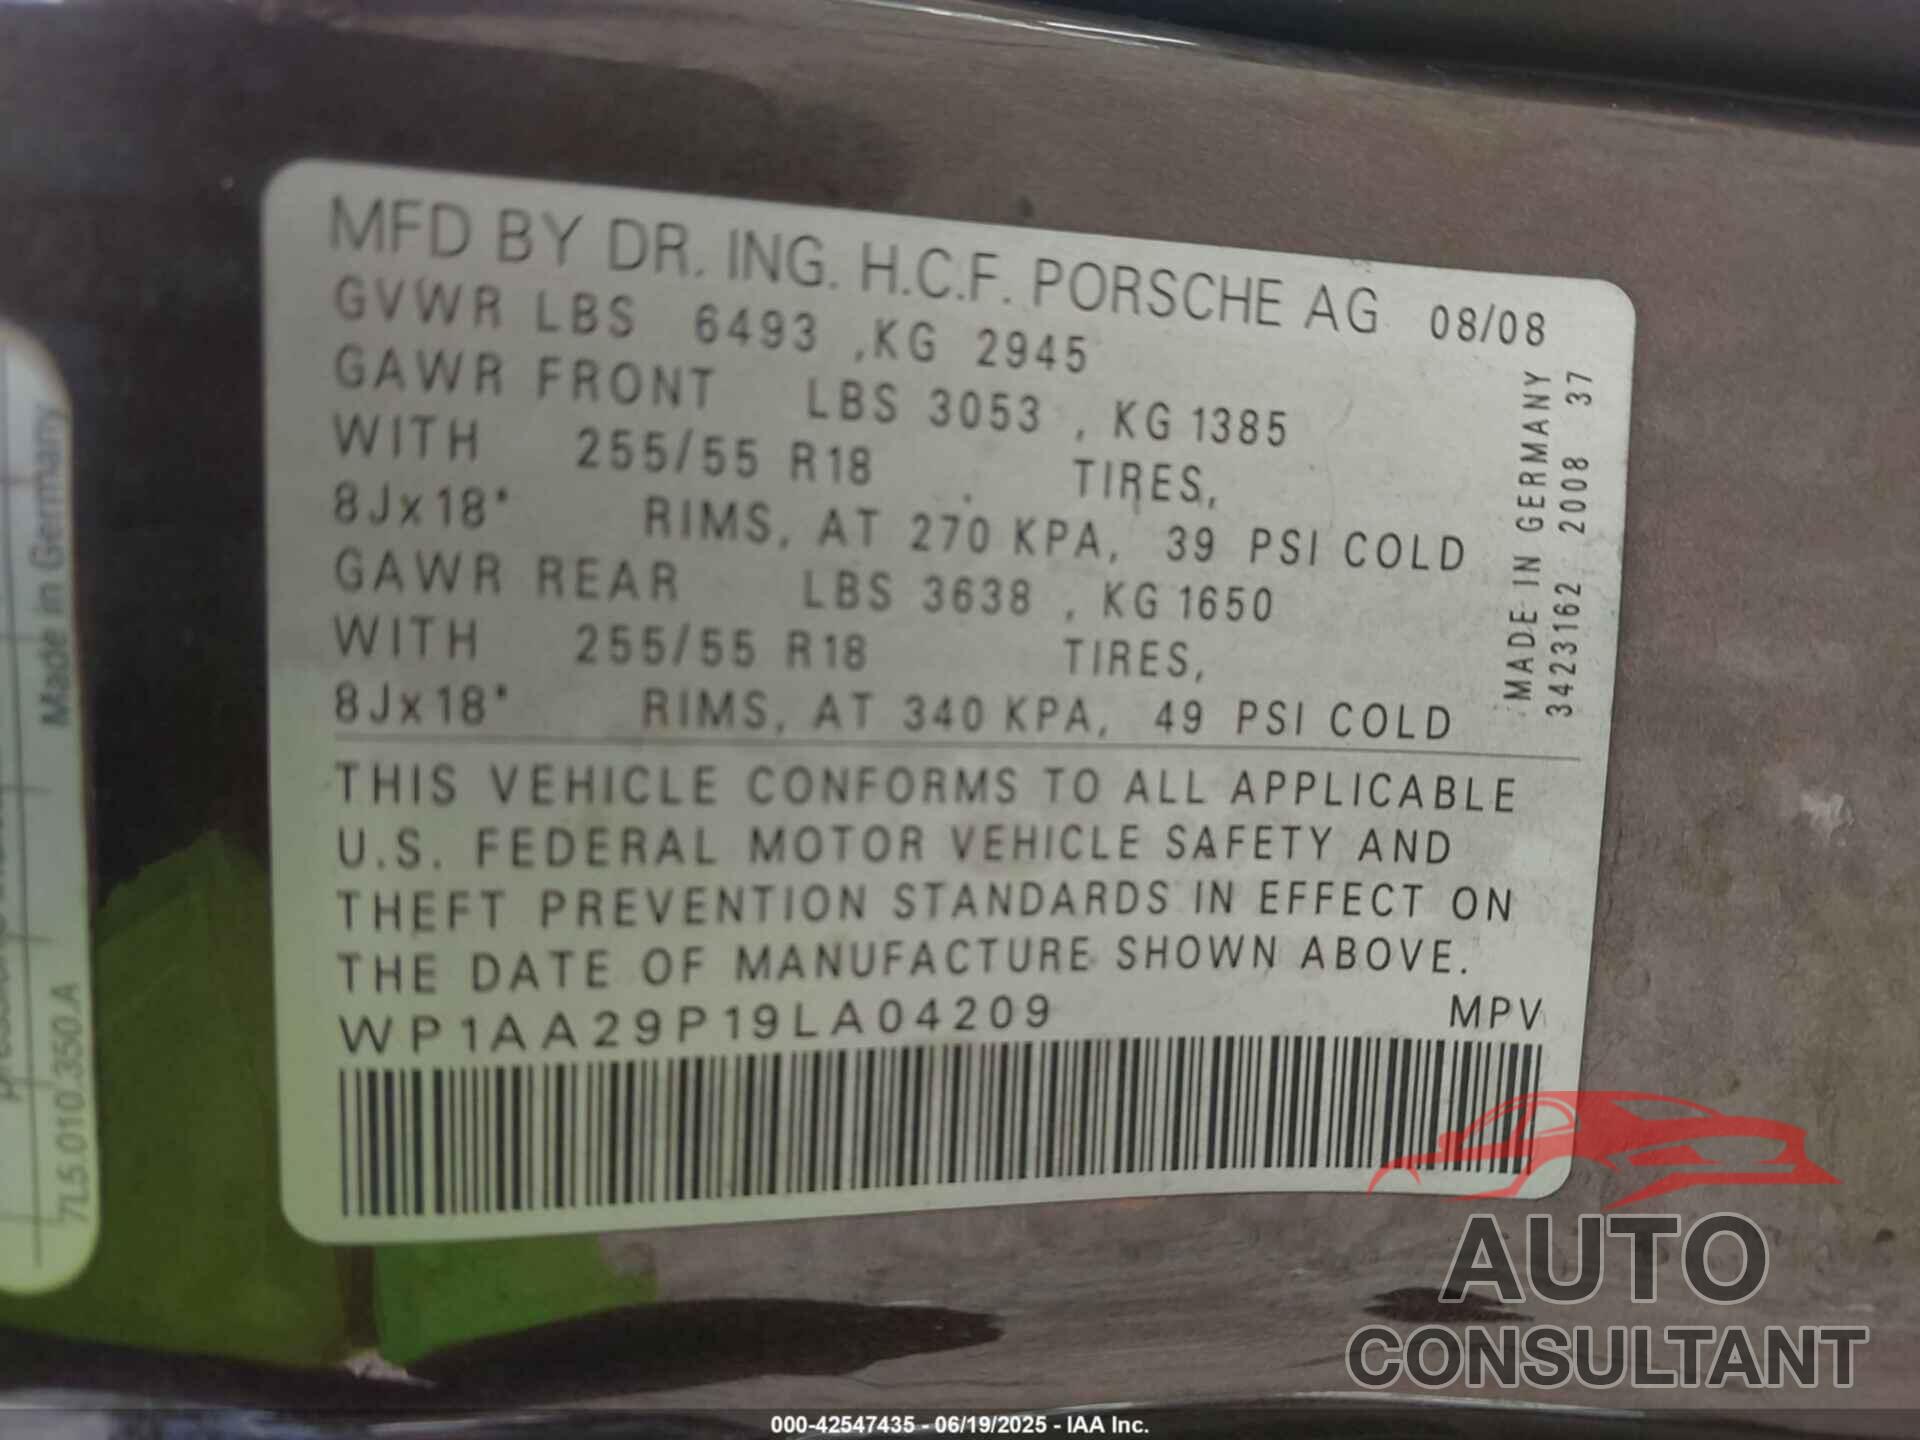 MFD BY DR. ING. H.C.F. PORSCHE AG 08/08
GVWR LBS 6493 ,KG 2945
GAWR FRONT LBS 3053 , KG 1385
WITH 255/55 R18 TIRES,
8Jx18" RIMS, AT 270 KPA, 39 PSI COLD
GAWR REAR LBS 3638 , KG 1650
WITH 255/55 R18 TIRES,
8Jx18" RIMS, AT 340 KPA, 49 PSI COLD
MADE IN GERMANY
3423162 2008 37
THIS VEHICLE CONFORMS TO ALL APPLICABLE
U.S. FEDERAL MOTOR VEHICLE SAFETY AND
THEFT PREVENTION STANDARDS IN EFFECT ON
THE DATE OF MANUFACTURE SHOWN ABOVE.
WP1AA29P19LA04209 MPV
Made in Germany
7L5.010.350.A
AUTO
CONSULTANT
000-42547435 - 06/19/2025 - IAA Inc.